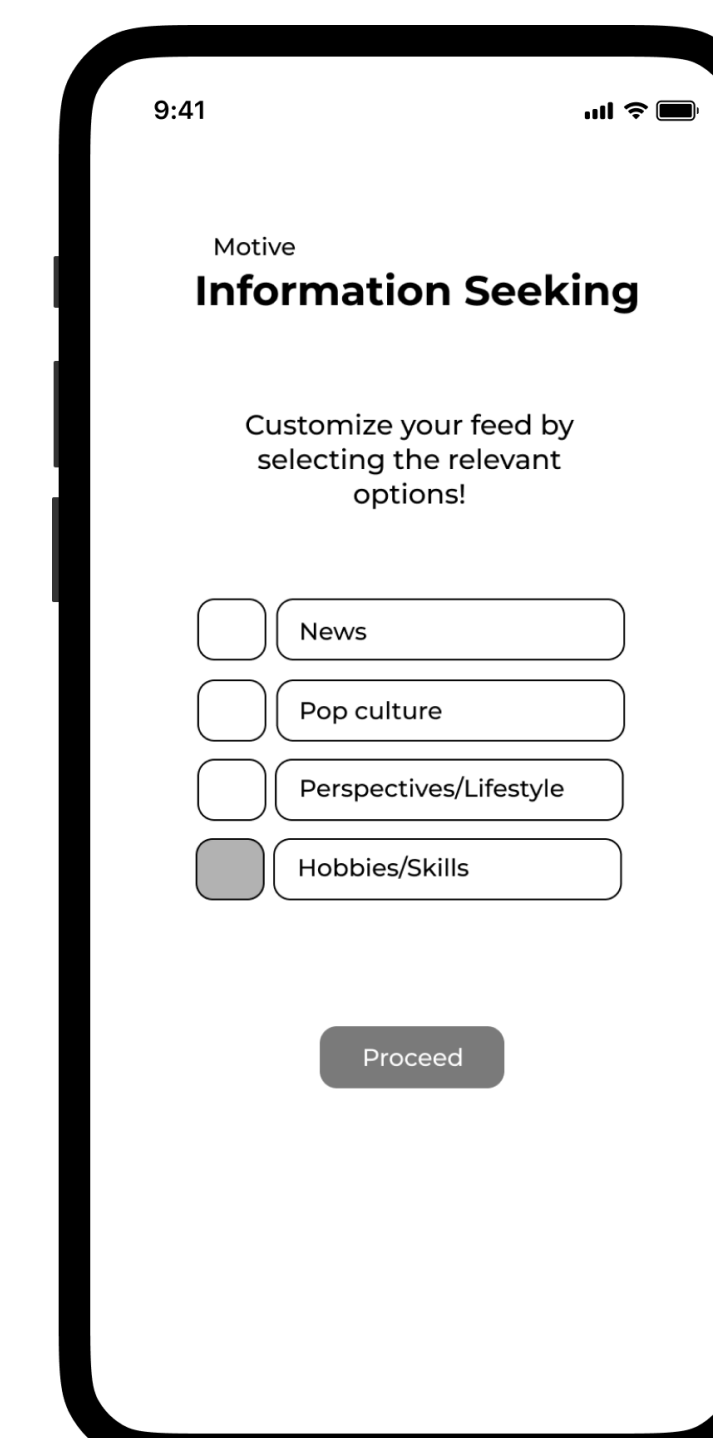 9:41
Motive
Information Seeking
Customize your feed by
selecting the relevant
options!
News
Pop culture
Perspectives/Lifestyle
Hobbies/Skills
Proceed